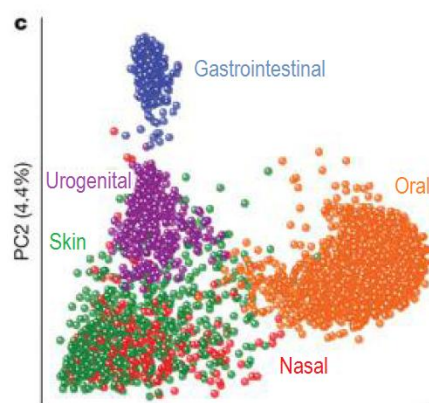 c
Gastrointestinal
Urogenital
Oral
Skin
PC2 (4.4%)
Nasal